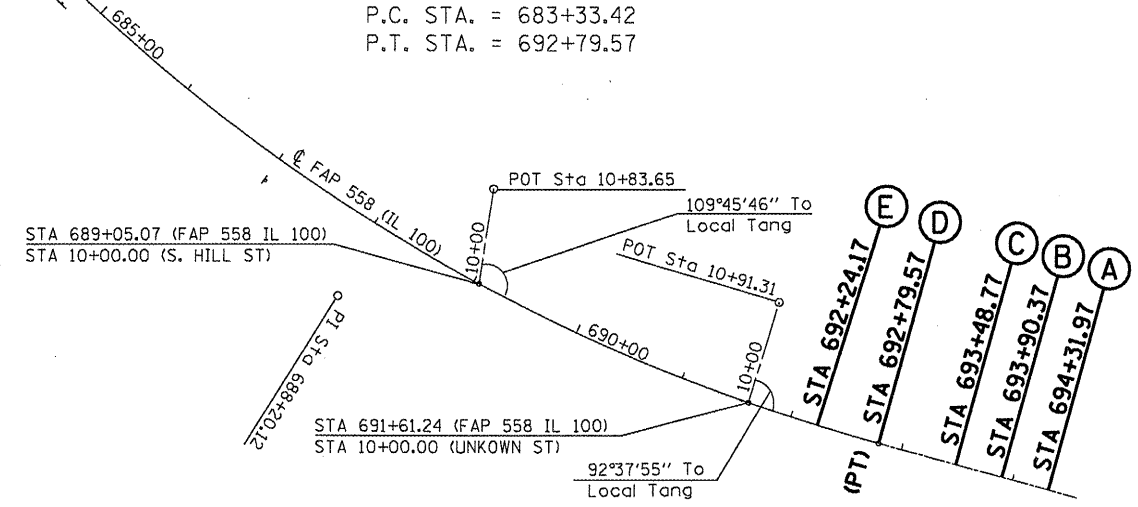 P.C. STA. = 683+33.42
P.T. STA. = 692+79.57
685+00
℄ FAP 558 (IL 100)
POT Sta 10+83.65
10+00
109°45'46" To
Local Tang
STA 689+05.07 (FAP 558 IL 100)
STA 10+00.00 (S. HILL ST)
POT Sta 10+91.31
PI Sta 688+20.12
690+00
10+00
STA 691+61.24 (FAP 558 IL 100)
STA 10+00.00 (UNKOWN ST)
92°37'55" To
Local Tang
E
STA 692+24.17
D
STA 692+79.57
(PT)
C
STA 693+48.77
B
STA 693+90.37
A
STA 694+31.97